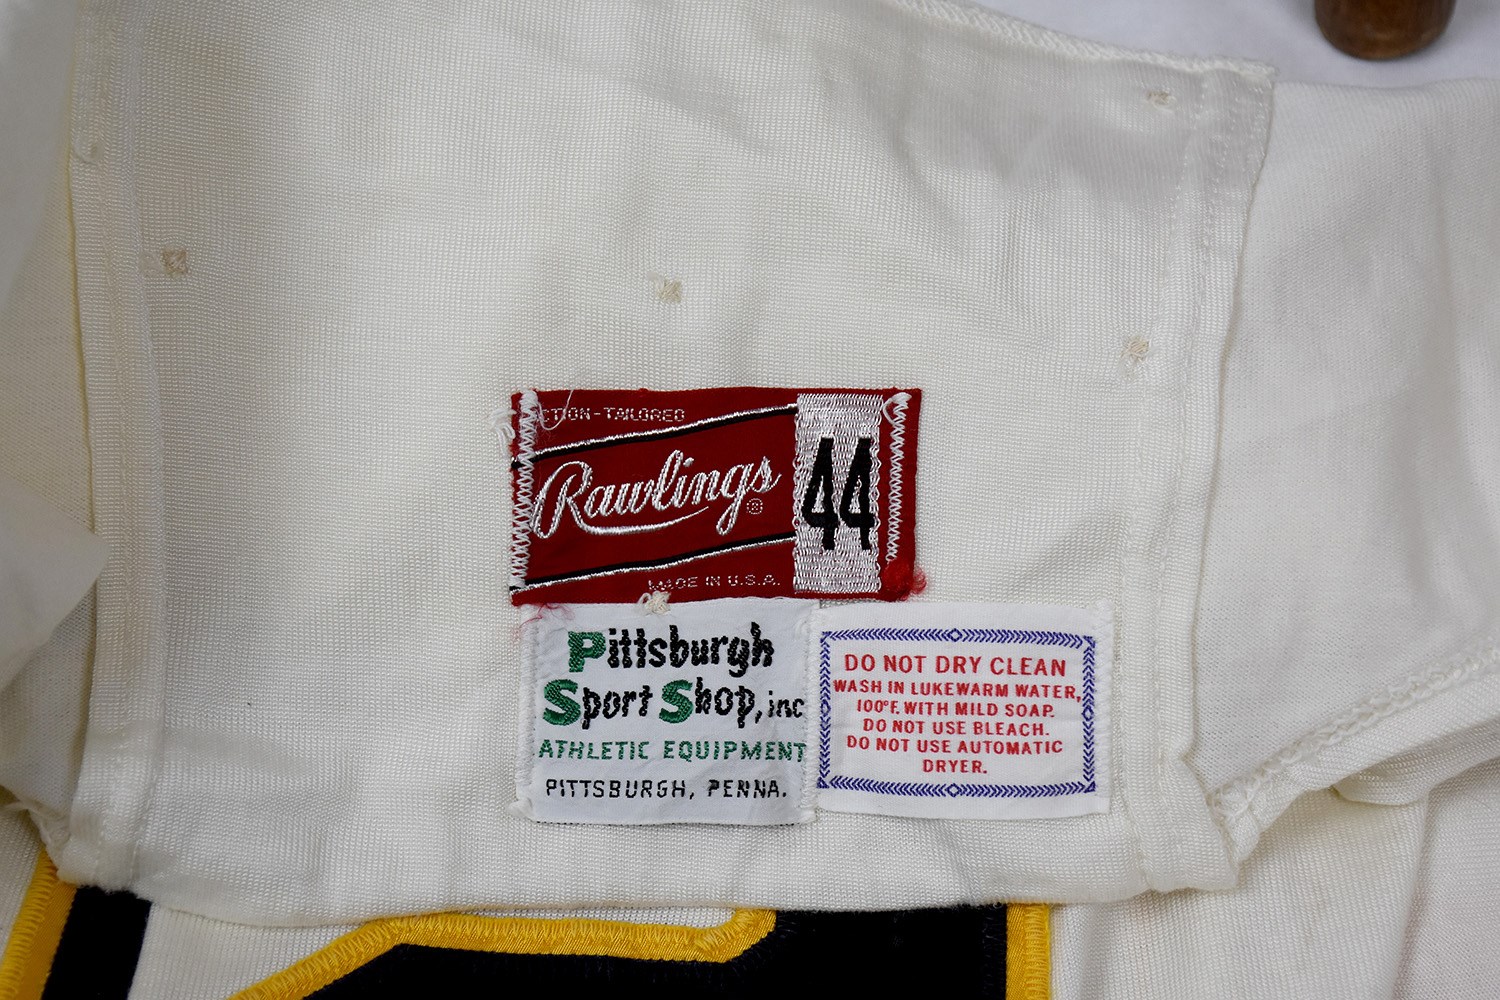 CTION-TAILORED
Rawlings®
44
MADE IN U.S.A.
Pittsburgh
Sport Shop, inc
ATHLETIC EQUIPMENT
PITTSBURGH, PENNA.
DO NOT DRY CLEAN
WASH IN LUKEWARM WATER,
100°F. WITH MILD SOAP.
DO NOT USE BLEACH.
DO NOT USE AUTOMATIC
DRYER.